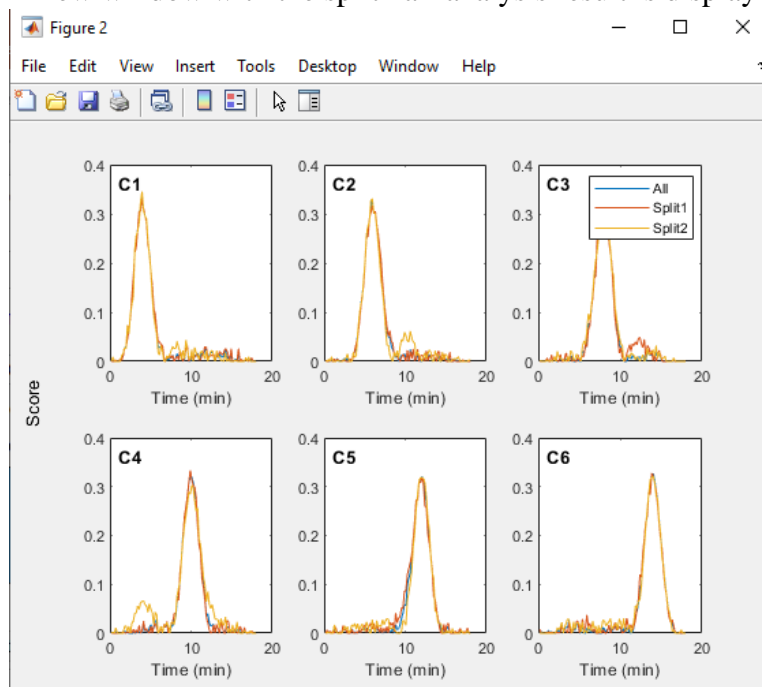 Figure 2
File Edit View Insert Tools Desktop Window Help
Score
0.4 0.3 0.2 0.1 0
C1
0 10 20
Time (min)
0.4 0.3 0.2 0.1 0
C2
0 10 20
Time (min)
0.4 0.3 0.2 0.1 0
C3
All
Split1
Split2
0 10 20
Time (min)
0.4 0.3 0.2 0.1 0
C4
0 10 20
Time (min)
0.4 0.3 0.2 0.1 0
C5
0 10 20
Time (min)
0.4 0.3 0.2 0.1 0
C6
0 10 20
Time (min)